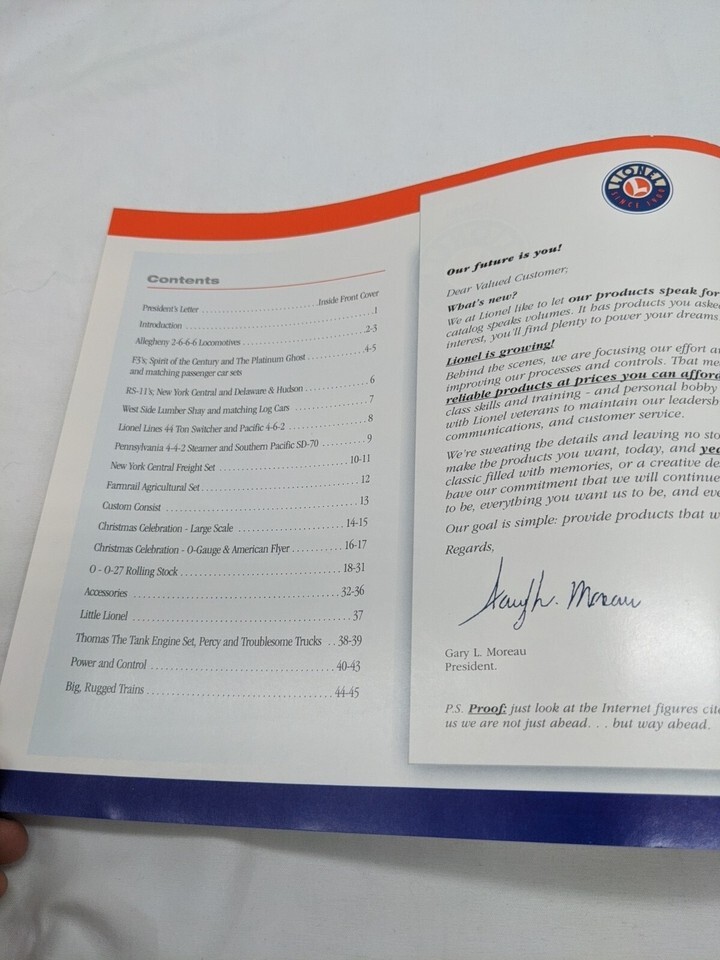 Contents
President's Letter ........ Inside Front Cover
Introduction ........ 1
Allegheny 2-6-6-6 Locomotives ........ 2-3
F3's; Spirit of the Century and The Platinum Ghost ........ 4-5
and matching passenger car sets
RS-11's; New York Central and Delaware & Hudson ........ 6
West Side Lumber Shay and matching Log Cars ........ 7
Lionel Lines 44 Ton Switcher and Pacific 4-6-2 ........ 8
Pennsylvania 4-4-2 Steamer and Southern Pacific SD-70 ........ 9
New York Central Freight Set ........ 10-11
Farmrail Agricultural Set ........ 12
Custom Consist ........ 13
Christmas Celebration - Large Scale ........ 14-15
Christmas Celebration - O-Gauge & American Flyer ........ 16-17
O - O-27 Rolling Stock ........ 18-31
Accessories ........ 32-36
Little Lionel ........ 37
Thomas The Tank Engine Set, Percy and Troublesome Trucks .. 38-39
Power and Control ........ 40-43
Big, Rugged Trains ........ 44-45
LIONEL
L
SINCE 1900
Our future is you!
Dear Valued Customer;
What's new?
We at Lionel like to let our products speak for
catalog speaks volumes. It has products you aske
interest, you'll find plenty to power your dreams
Lionel is growing!
Behind the scenes, we are focusing our effort a
improving our processes and controls. That me
reliable products at prices you can afford
class skills and training - and personal hobby
with Lionel veterans to maintain our leadersh
communications, and customer service.
We're sweating the details and leaving no sto
make the products you want, today, and yea
classic filled with memories, or a creative de
have our commitment that we will continue
to be, everything you want us to be, and eve
Our goal is simple: provide products that w
Regards,
Gary L. Moreau
Gary L. Moreau
President.
P.S. Proof: just look at the Internet figures cite
us we are not just ahead. . . but way ahead.